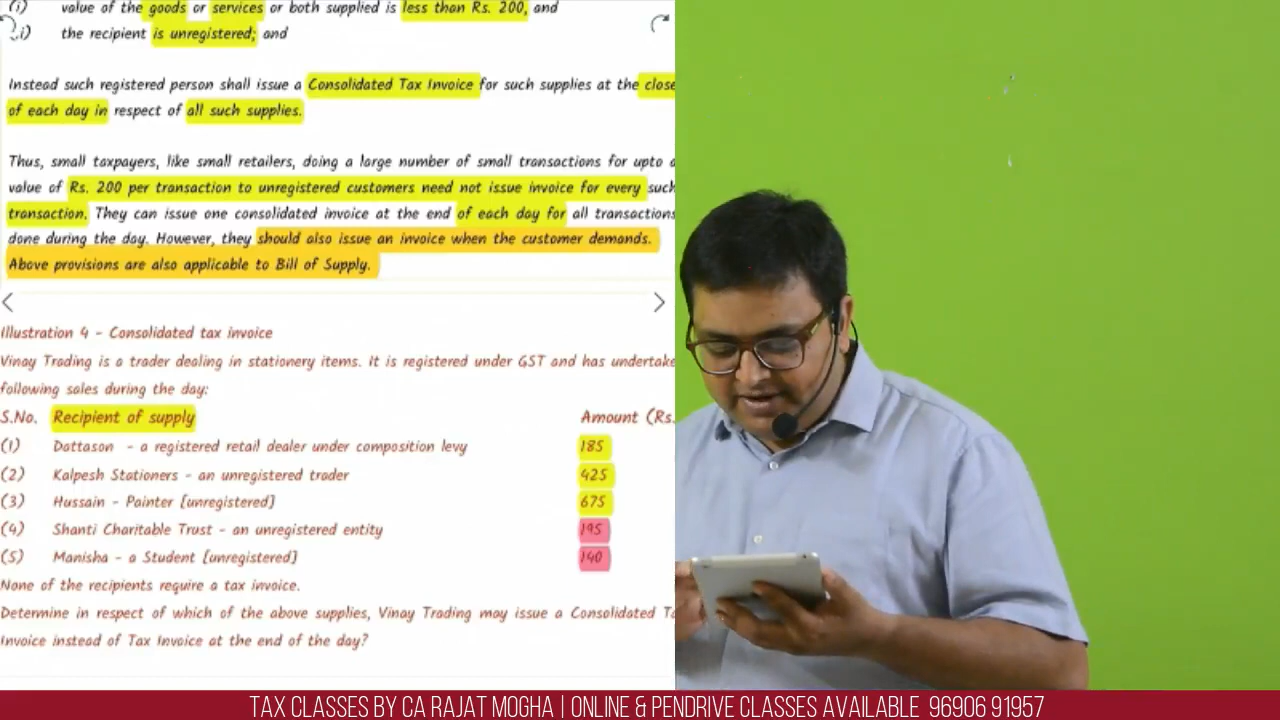 (i) value of the goods or services or both supplied is less than Rs. 200, and
the recipient is unregistered; and
Instead such registered person shall issue a Consolidated Tax Invoice for such supplies at the close
of each day in respect of all such supplies.
Thus, small taxpayers, like small retailers, doing a large number of small transactions for upto a
value of Rs. 200 per transaction to unregistered customers need not issue invoice for every such
transaction. They can issue one consolidated invoice at the end of each day for all transactions
done during the day. However, they should also issue an invoice when the customer demands.
Above provisions are also applicable to Bill of Supply.
Illustration 4 - Consolidated tax invoice
Vinay Trading is a trader dealing in stationery items. It is registered under GST and has undertake
following sales during the day:
S.No. Recipient of supply Amount (Rs.
(1) Dattason - a registered retail dealer under composition levy 185
(2) Kalpesh Stationers - an unregistered trader 425
(3) Hussain - Painter [unregistered] 675
(4) Shanti Charitable Trust - an unregistered entity 195
(5) Manisha - a Student [unregistered] 140
None of the recipients require a tax invoice.
Determine in respect of which of the above supplies, Vinay Trading may issue a Consolidated Ta
Invoice instead of Tax Invoice at the end of the day?
TAX CLASSES BY CA RAJAT MOGHA | ONLINE & PENDRIVE CLASSES AVAILABLE 96906 91957